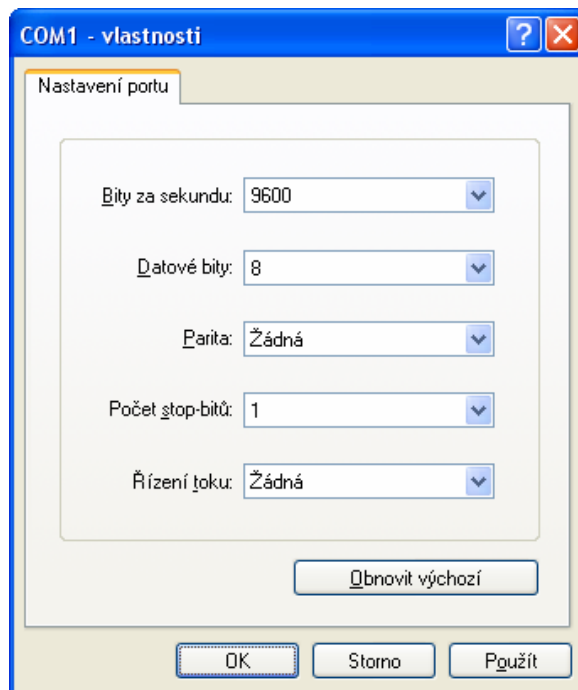 COM1 - vlastnosti
Nastavení portu
Bity za sekundu: 9600
Datové bity: 8
Parita: Žádná
Počet stop-bitů: 1
Řízení toku: Žádná
Obnovit výchozí
OK Storno Použít